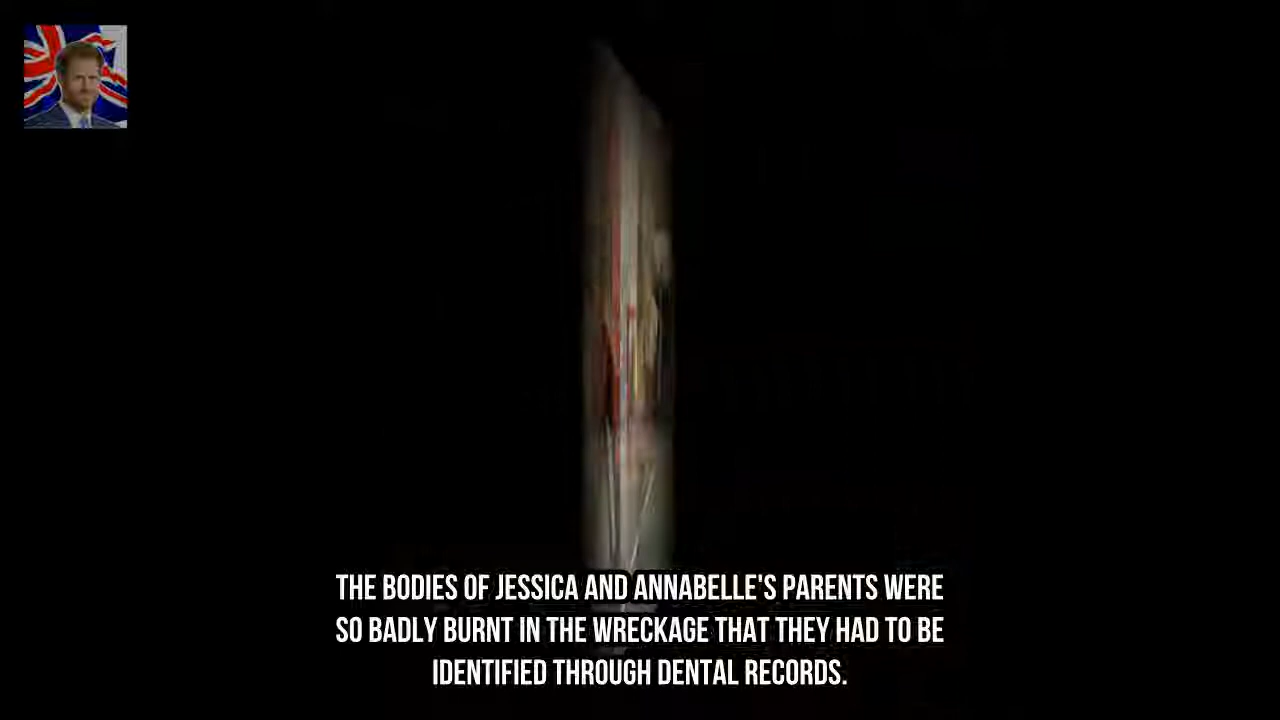 THE BODIES OF JESSICA AND ANNABELLE'S PARENTS WERE
SO BADLY BURNT IN THE WRECKAGE THAT THEY HAD TO BE
IDENTIFIED THROUGH DENTAL RECORDS.